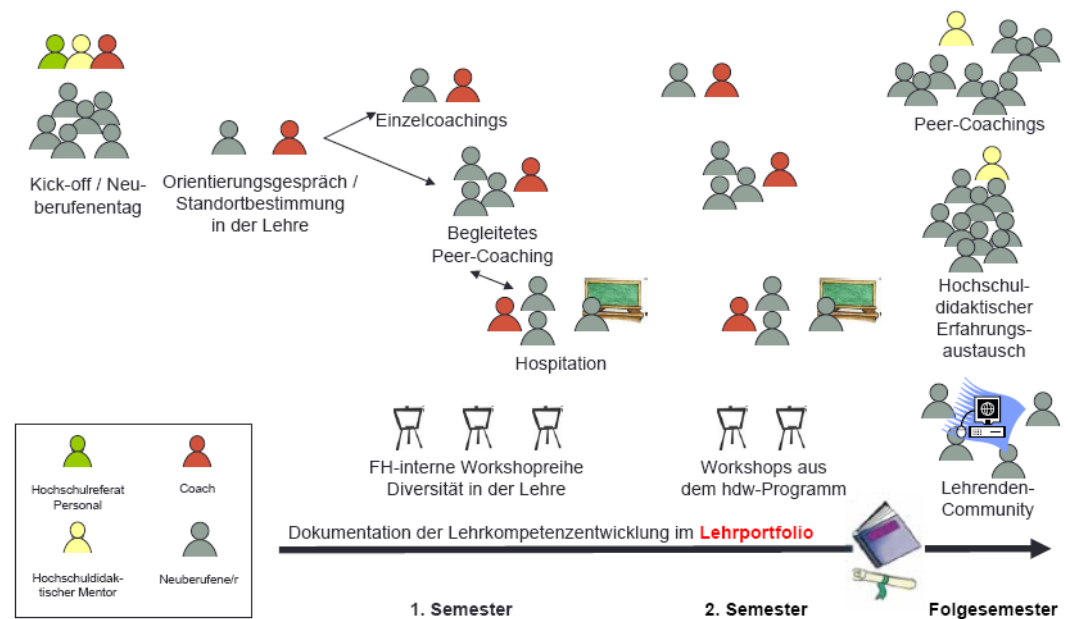 Einzelcoachings
Peer-Coachings
Kick-off / Neu-
berufenentag
Orientierungsgespräch /
Standortbestimmung
in der Lehre
Begleitetes
Peer-Coaching
Hospitation
Hochschul-
didaktischer
Erfahrungs-
austausch
FH-interne Workshopreihe
Diversität in der Lehre
Workshops aus
dem hdw-Programm
Lehrenden-
Community
Hochschulreferat
Personal
Coach
Hochschuldidak-
tischer Mentor
Neuberufene/r
Dokumentation der Lehrkompetenzentwicklung im Lehrportfolio
1. Semester
2. Semester
Folgesemester